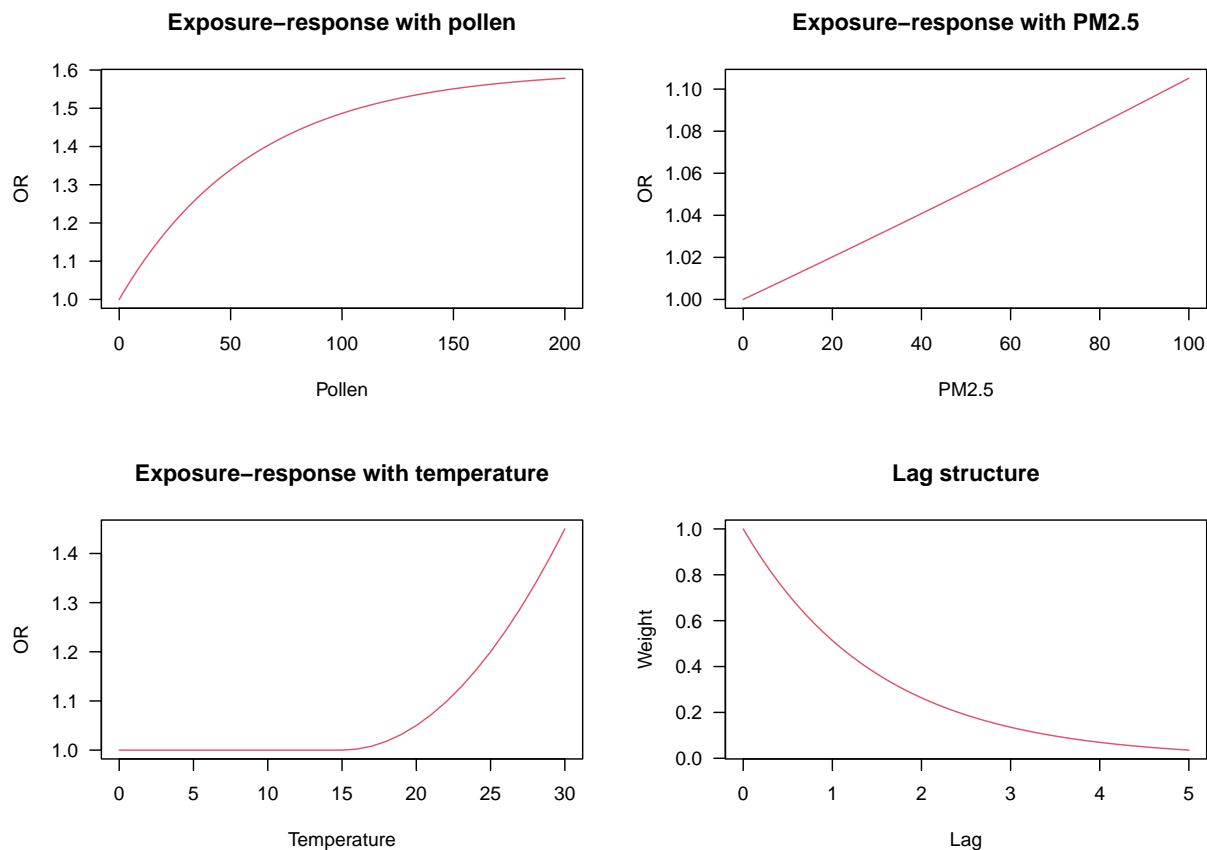 Exposure−response with pollen
OR
1.6
1.5
1.4
1.3
1.2
1.1
1.0
0 50 100 150 200
Pollen
Exposure−response with PM2.5
OR
1.10
1.08
1.06
1.04
1.02
1.00
0 20 40 60 80 100
PM2.5
Exposure−response with temperature
OR
1.4
1.3
1.2
1.1
1.0
0 5 10 15 20 25 30
Temperature
Lag structure
Weight
1.0
0.8
0.6
0.4
0.2
0.0
0 1 2 3 4 5
Lag